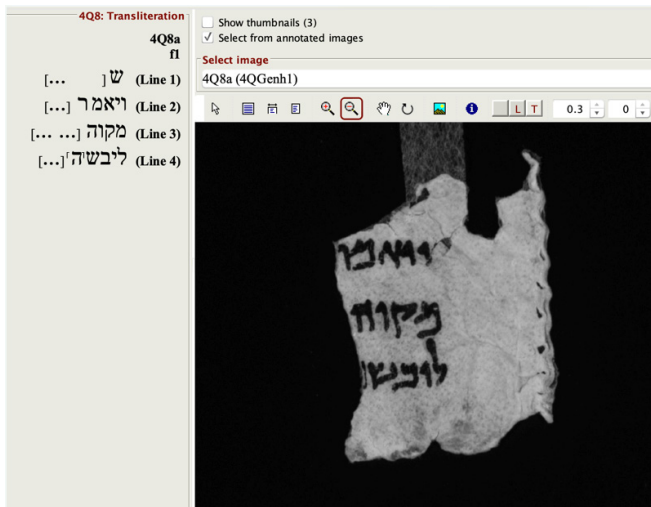 4Q8: Transliteration
4Q8a
f1
(Line 1) ש [ ...]
(Line 2) ויאמר [...]
(Line 3) מקוה [... ...]
(Line 4) ליבשה[...]
Show thumbnails (3)
Select from annotated images
Select image
4Q8a (4QGenh1)
L T 0.3 0
ויאמר
מקוה
ליבש